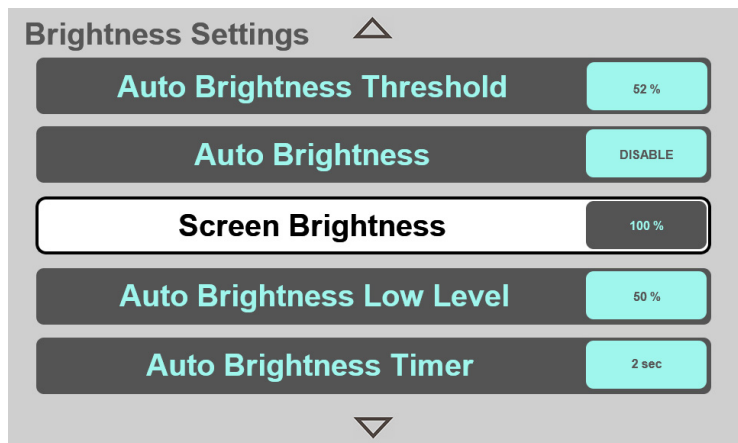 Brightness Settings
Auto Brightness Threshold 52 %
Auto Brightness DISABLE
Screen Brightness 100 %
Auto Brightness Low Level 50 %
Auto Brightness Timer 2 sec